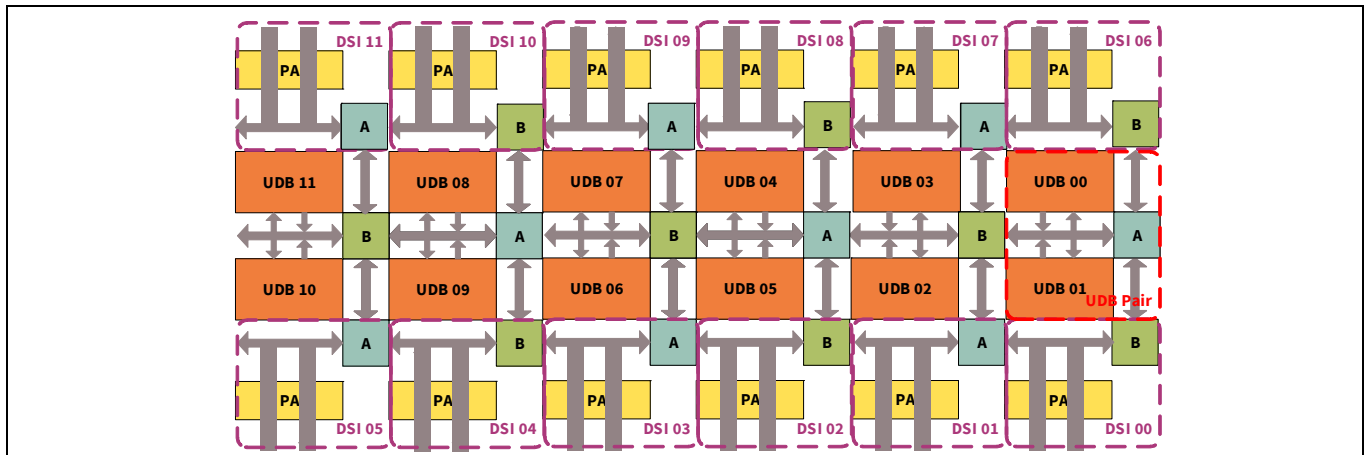 DSI 11 DSI 10 DSI 09 DSI 08 DSI 07 DSI 06
PA PA PA PA PA PA
A B A B A B
UDB 11 UDB 08 UDB 07 UDB 04 UDB 03 UDB 00
B A B A B A
UDB 10 UDB 09 UDB 06 UDB 05 UDB 02 UDB 01
UDB Pair
A B A B A B
PA PA PA PA PA PA
DSI 05 DSI 04 DSI 03 DSI 02 DSI 01 DSI 00